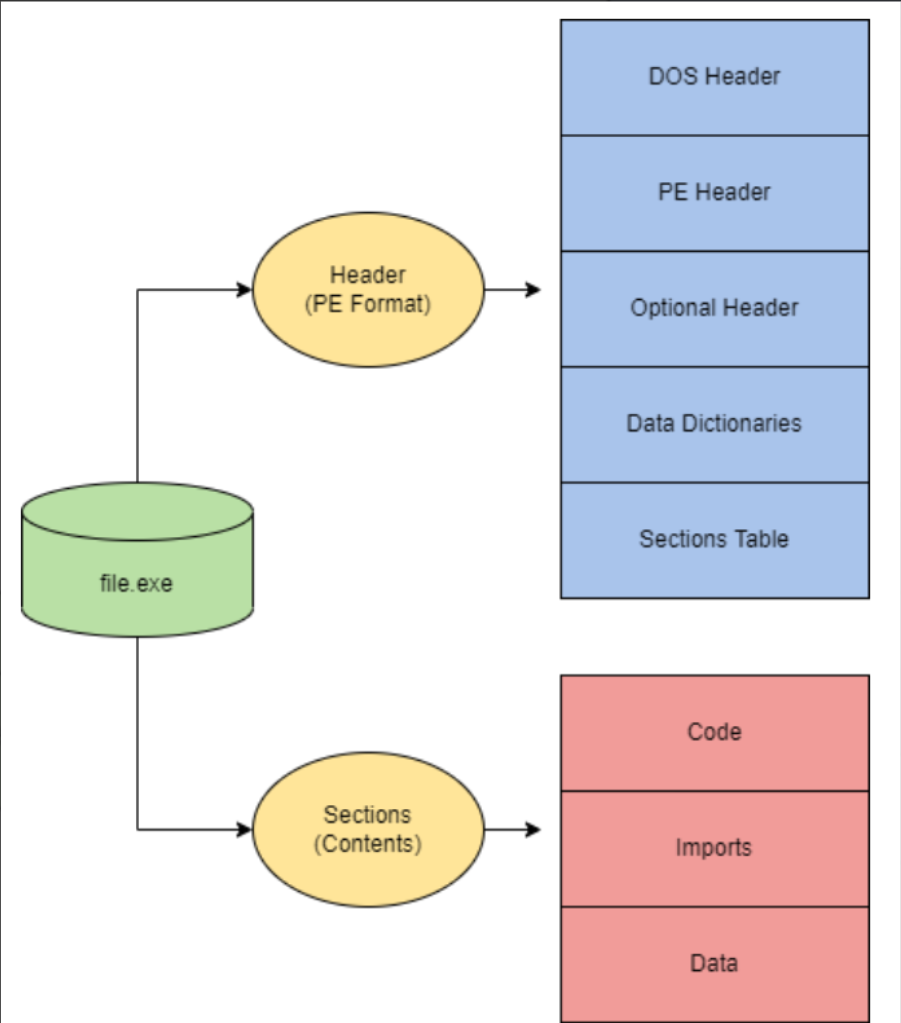 DOS Header
PE Header
Header
(PE Format)
Optional Header
Data Dictionaries
Sections Table
file.exe
Code
Sections
(Contents)
Imports
Data